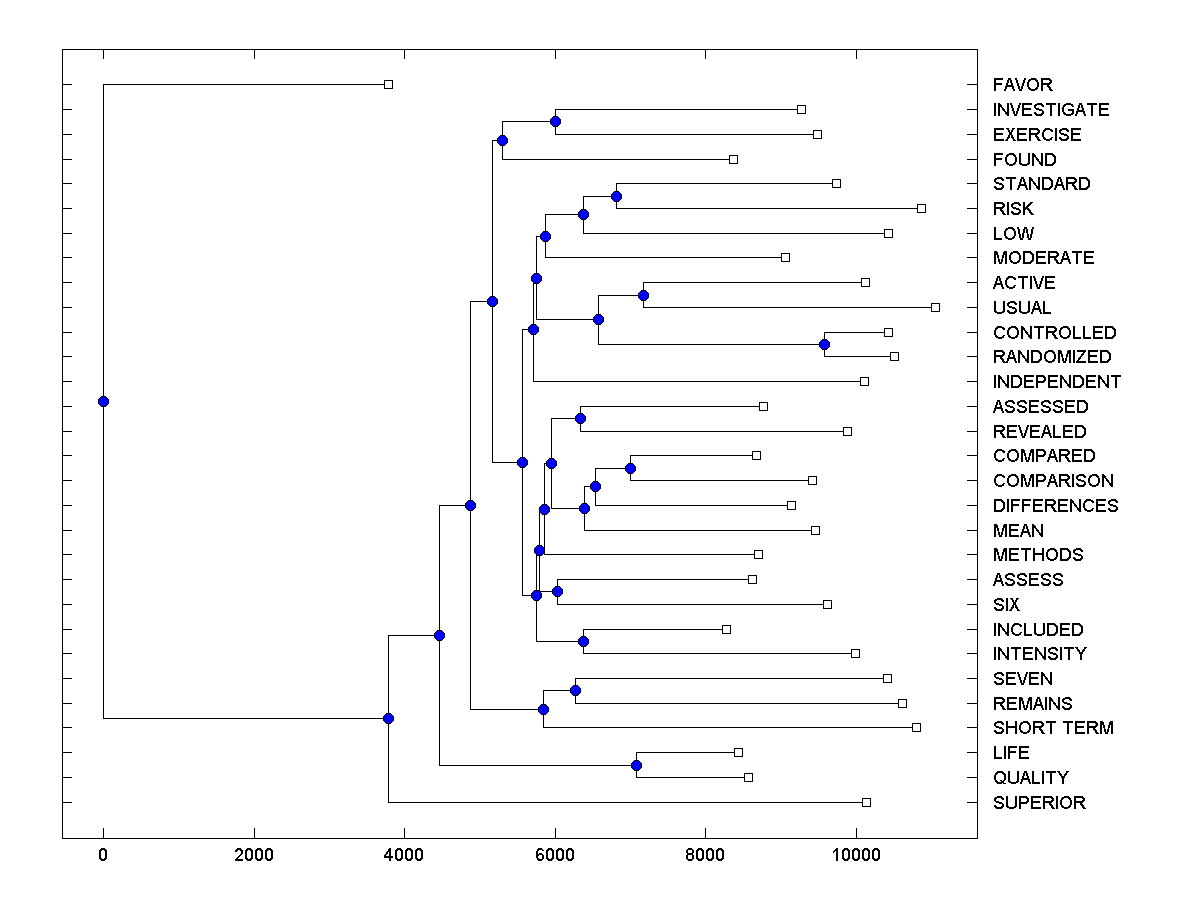 FAVOR
INVESTIGATE
EXERCISE
FOUND
STANDARD
RISK
LOW
MODERATE
ACTIVE
USUAL
CONTROLLED
RANDOMIZED
INDEPENDENT
ASSESSED
REVEALED
COMPARED
COMPARISON
DIFFERENCES
MEAN
METHODS
ASSESS
SIX
INCLUDED
INTENSITY
SEVEN
REMAINS
SHORT TERM
LIFE
QUALITY
SUPERIOR
0 2000 4000 6000 8000 10000